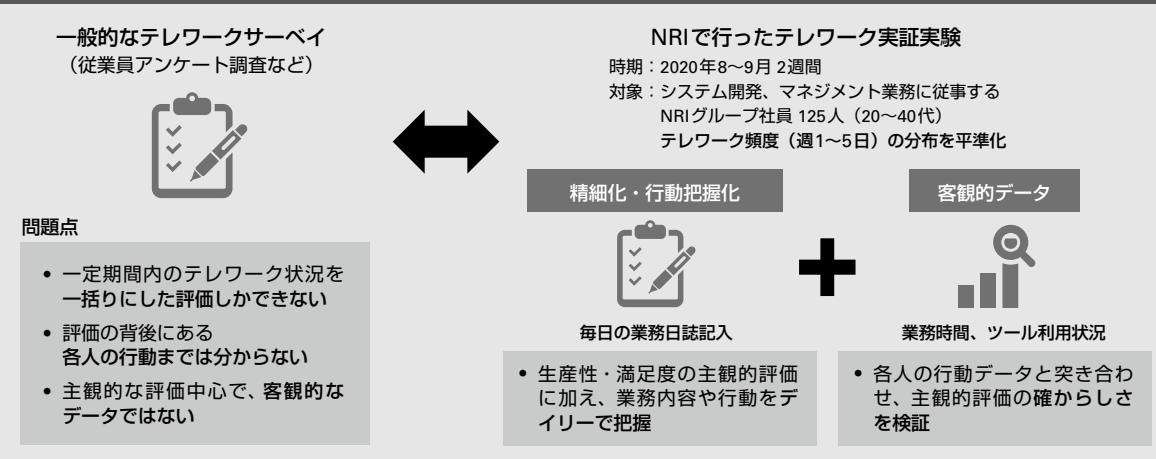 一般的なテレワークサーベイ
（従業員アンケート調査など）
問題点
• 一定期間内のテレワーク状況を
一括りにした評価しかできない
• 評価の背後にある
各人の行動までは分からない
• 主観的な評価中心で、客観的な
データではない
NRIで行ったテレワーク実証実験
時期：2020年8〜9月 2週間
対象：システム開発、マネジメント業務に従事する
NRIグループ社員 125人（20〜40代）
テレワーク頻度（週1〜5日）の分布を平準化
精細化・行動把握化
毎日の業務日誌記入
• 生産性・満足度の主観的評価
に加え、業務内容や行動をデ
イリーで把握
客観的データ
業務時間、ツール利用状況
• 各人の行動データと突き合わ
せ、主観的評価の確からしさ
を検証